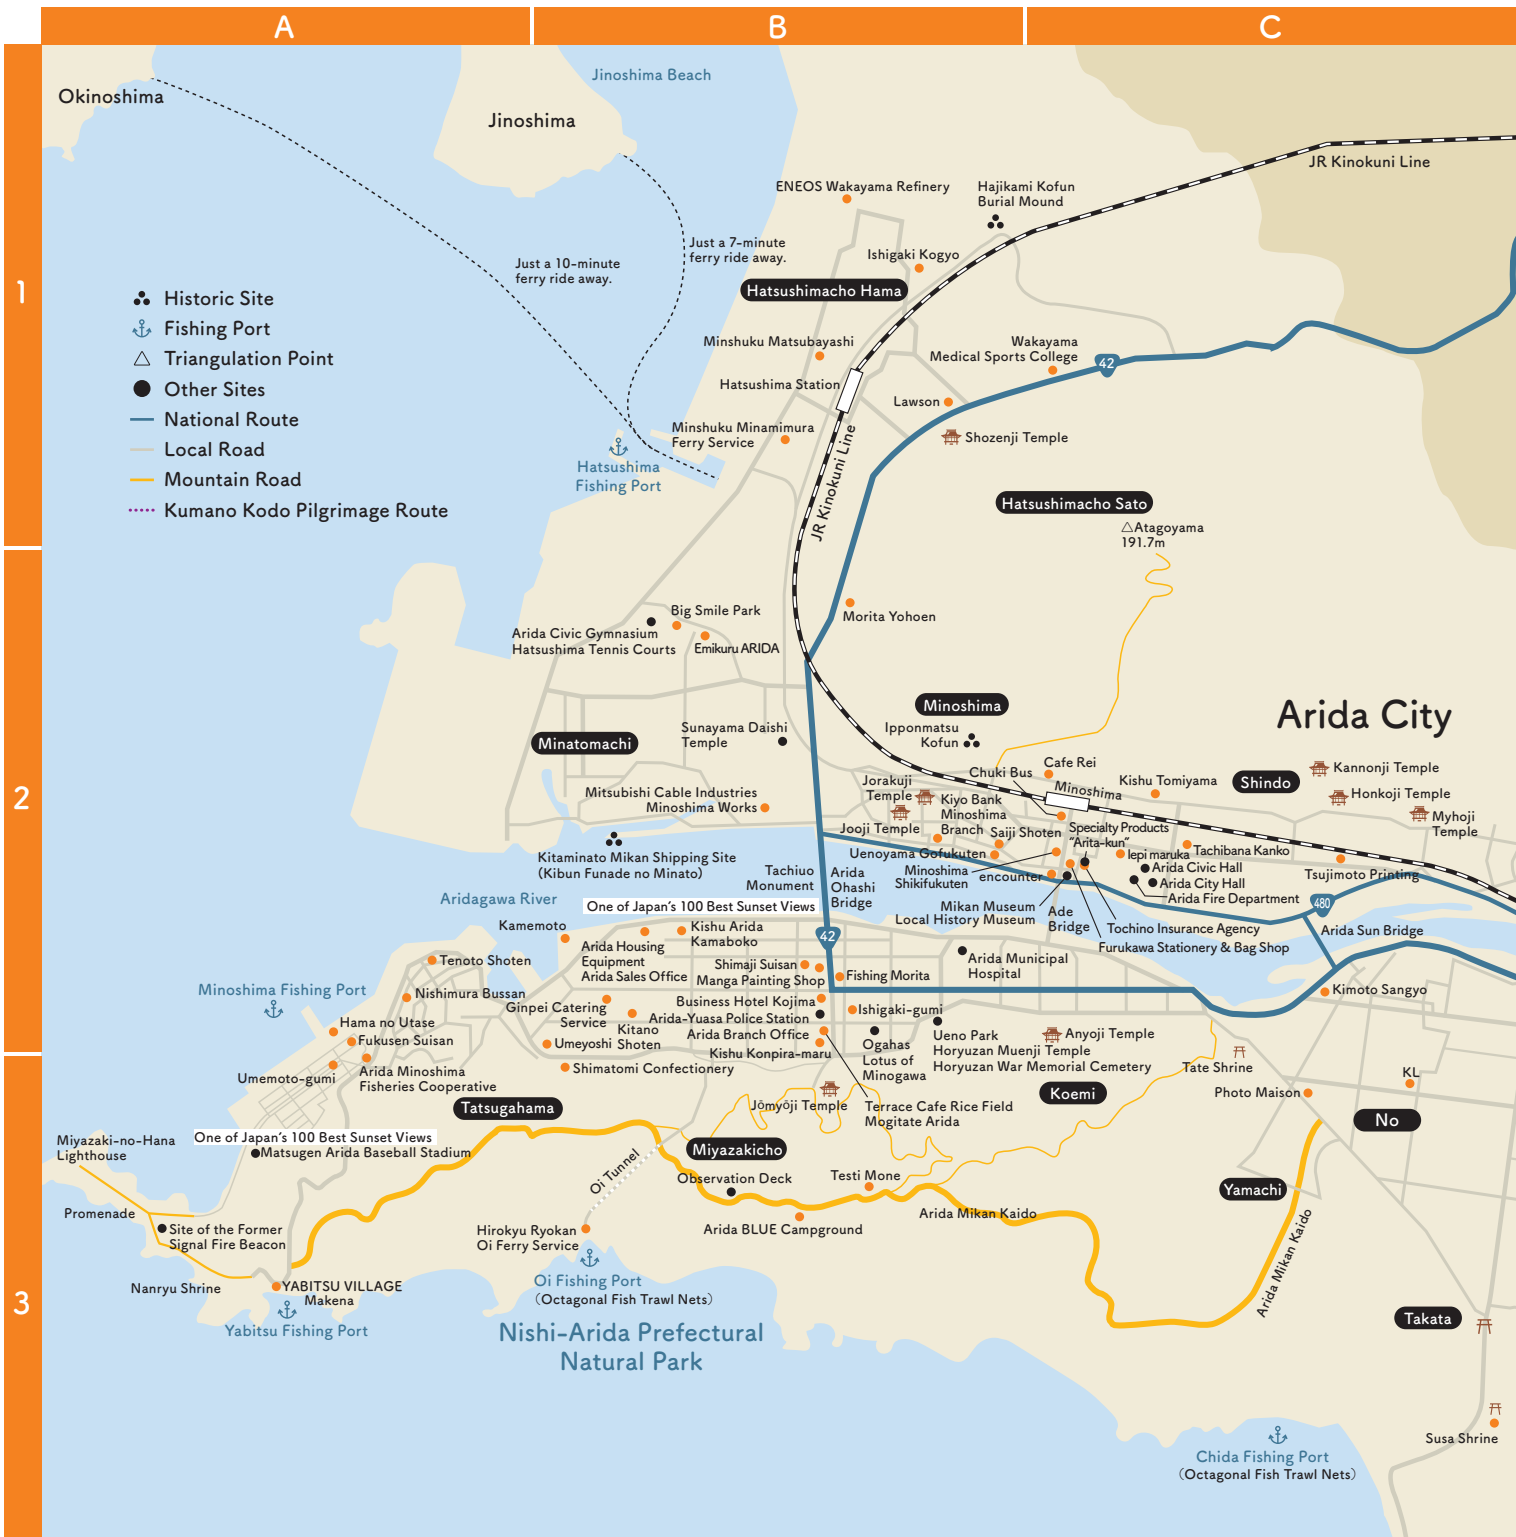 A
B
C
1
2
3
Okinoshima
Jinoshima
Jinoshima Beach
JR Kinokuni Line
ENEOS Wakayama Refinery
Hajikami Kofun
Burial Mound
Just a 7-minute
ferry ride away.
Just a 10-minute
ferry ride away.
Ishigaki Kogyo
Hatsushimacho Hama
Historic Site
Fishing Port
Triangulation Point
Other Sites
National Route
Local Road
Mountain Road
Kumano Kodo Pilgrimage Route
Minshuku Matsubayashi
Wakayama
Medical Sports College
42
Hatsushima Station
Lawson
Minshuku Minamimura
Ferry Service
Shozenji Temple
Hatsushima
Fishing Port
JR Kinokuni Line
Hatsushimacho Sato
△Atagoyama
191.7m
Big Smile Park
Morita Yohoen
Arida Civic Gymnasium
Hatsushima Tennis Courts
Emikuru ARIDA
Minoshima
Arida City
Ipponmatsu
Kofun
Sunayama Daishi
Temple
Minatomachi
Cafe Rei
Chuki Bus
Minoshima
Kishu Tomiyama
Shindo
Kannonji Temple
Honkoji Temple
Myhoji
Temple
Jorakuji
Temple
Kiyo Bank
Minoshima
Branch
Mitsubishi Cable Industries
Minoshima Works
Jooji Temple
Saiji Shoten
Specialty Products
"Arita-kun"
Uenoyama Gofukuten
Iepi maruka
Tachibana Kanko
Kitaminato Mikan Shipping Site
(Kibun Funade no Minato)
Tachiuo
Monument
Arida
Ohashi
Bridge
Minoshima
Shikifukuten
encounter
Arida Civic Hall
Arida City Hall
Arida Fire Department
Tsujimoto Printing
Mikan Museum
Local History Museum
Ade
Bridge
480
Aridagawa River
One of Japan's 100 Best Sunset Views
Tochino Insurance Agency
Furukawa Stationery & Bag Shop
Arida Sun Bridge
Kamemoto
Kishu Arida
Kamaboko
42
Arida Housing
Equipment
Arida Sales Office
Tenoto Shoten
Shimaji Suisan
Manga Painting Shop
Fishing Morita
Arida Municipal
Hospital
Minoshima Fishing Port
Nishimura Bussan
Kimoto Sangyo
Ginpei Catering
Service
Business Hotel Kojima
Ishigaki-gumi
Arida-Yuasa Police Station
Arida Branch Office
Hama no Utase
Fukusen Suisan
Kitano
Shoten
Umeyoshi
Kishu Konpira-maru
Ogahas
Lotus of
Minogawa
Ueno Park
Horyuzan Muenji Temple
Horyuzan War Memorial Cemetery
Anyoji Temple
Umemoto-gumi
Arida Minoshima
Fisheries Cooperative
Shimatomi Confectionery
Tate Shrine
KL
Photo Maison
Koemi
Tatsugahama
Jōmyōji Temple
Terrace Cafe Rice Field
Mogitate Arida
No
Miyazaki-no-Hana
Lighthouse
One of Japan's 100 Best Sunset Views
Matsugen Arida Baseball Stadium
Miyazakicho
Oi Tunnel
Observation Deck
Testi Mone
Yamachi
Promenade
Site of the Former
Signal Fire Beacon
Hirokyu Ryokan
Oi Ferry Service
Arida BLUE Campground
Arida Mikan Kaido
Arida Mikan Kaido
Nanryu Shrine
YABITSU VILLAGE
Makena
Yabitsu Fishing Port
Oi Fishing Port
(Octagonal Fish Trawl Nets)
Nishi-Arida Prefectural
Natural Park
Takata
Susa Shrine
Chida Fishing Port
(Octagonal Fish Trawl Nets)